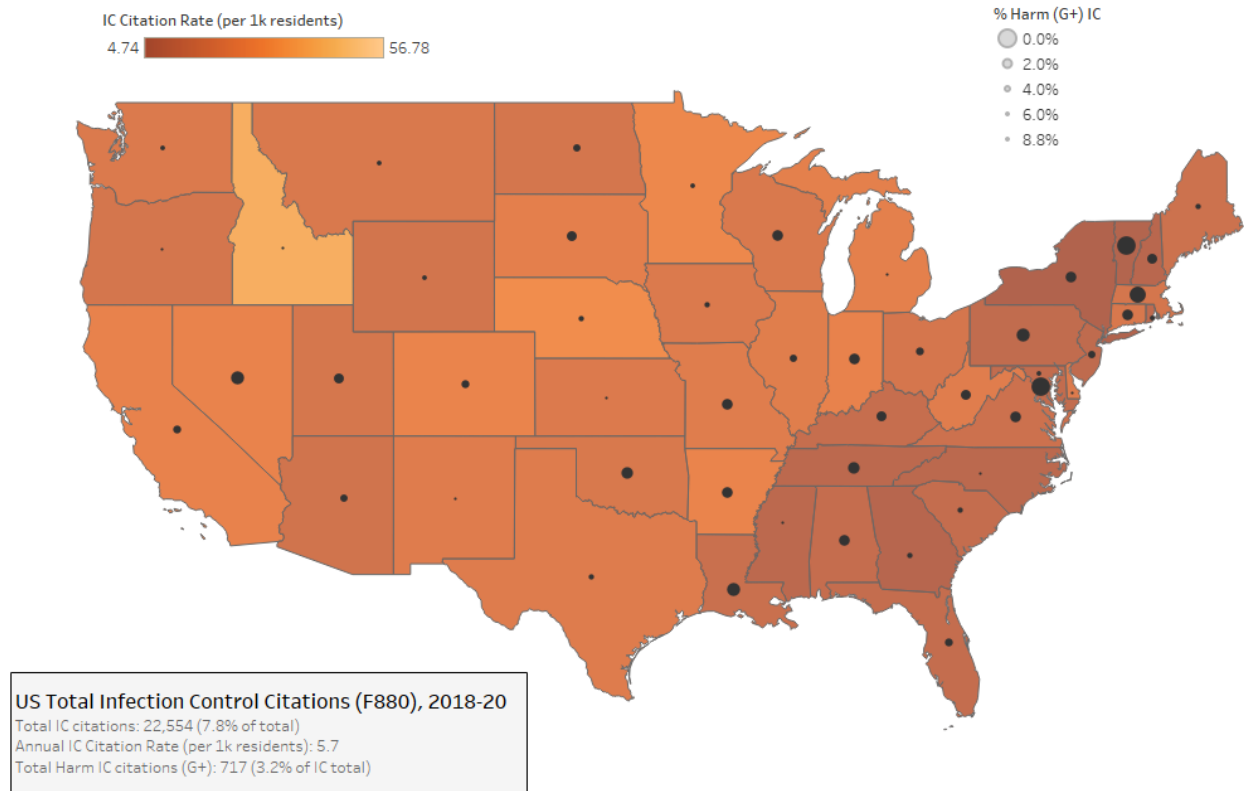 IC Citation Rate (per 1k residents)
4.74 56.78
% Harm (G+) IC
0.0%
2.0%
4.0%
6.0%
8.8%
US Total Infection Control Citations (F880), 2018-20
Total IC citations: 22,554 (7.8% of total)
Annual IC Citation Rate (per 1k residents): 5.7
Total Harm IC citations (G+): 717 (3.2% of IC total)